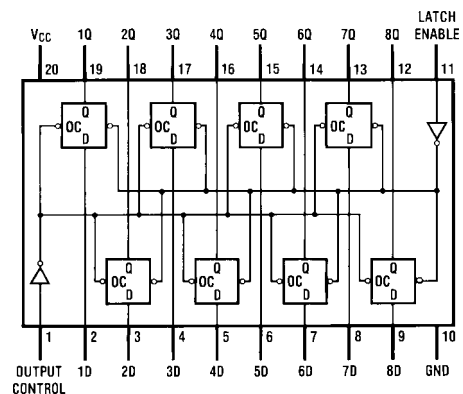 LATCH
ENABLE
VCC 1Q 2Q 3Q 4Q 5Q 6Q 7Q 8Q
20 19 18 17 16 15 14 13 12 11
Q Q Q Q
OC OC OC OC
D D D D
Q Q Q Q
OC OC OC OC
D D D D
1 2 3 4 5 6 7 8 9 10
OUTPUT
CONTROL
1D 2D 3D 4D 5D 6D 7D 8D GND